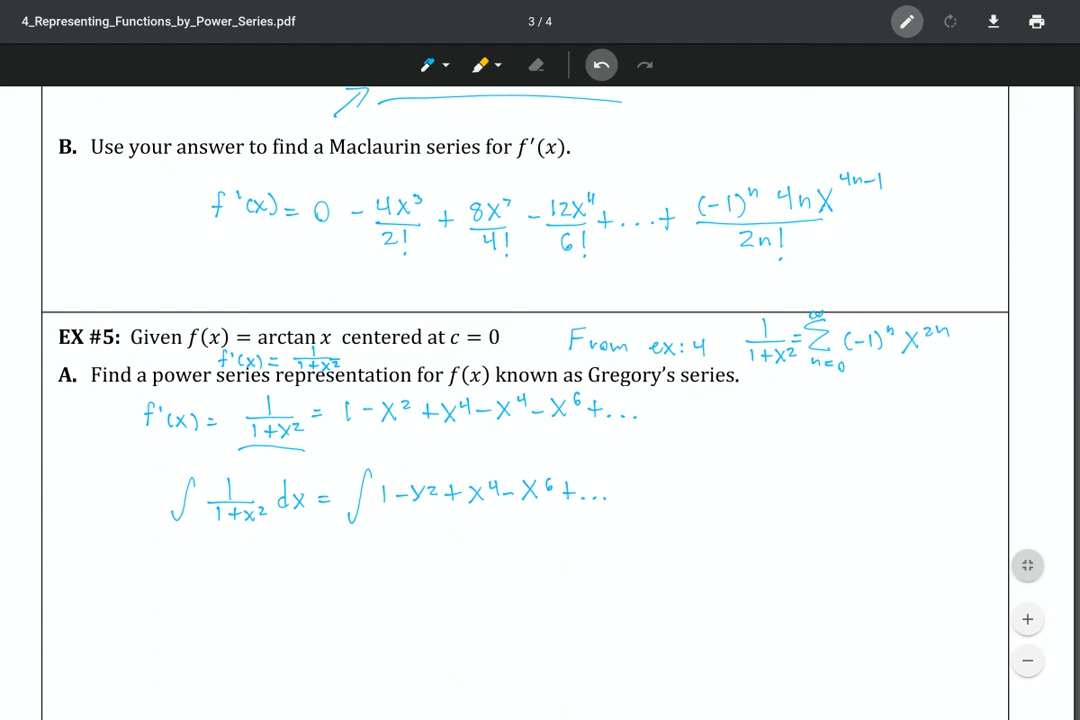 4_Representing_Functions_by_Power_Series.pdf
3 / 4
B. Use your answer to find a Maclaurin series for f′(x).
f'(x) = 0 - 4x³/2! + 8x⁷/4! - 12x¹¹/6! + ... + (-1)ⁿ 4nx⁴ⁿ⁻¹/2n!
EX #5: Given f(x) = arctan x centered at c = 0
From ex: 4 1/(1+x²) = ∑_{n=0}^{∞} (-1)ⁿ x²ⁿ
f'(x) = 1/(1+x²)
A. Find a power series representation for f(x) known as Gregory's series.
f'(x) = 1/(1+x²) = 1 - x² + x⁴ - x⁴ - x⁶ + ...
∫ 1/(1+x²) dx = ∫ 1 - x² + x⁴ - x⁶ + ...